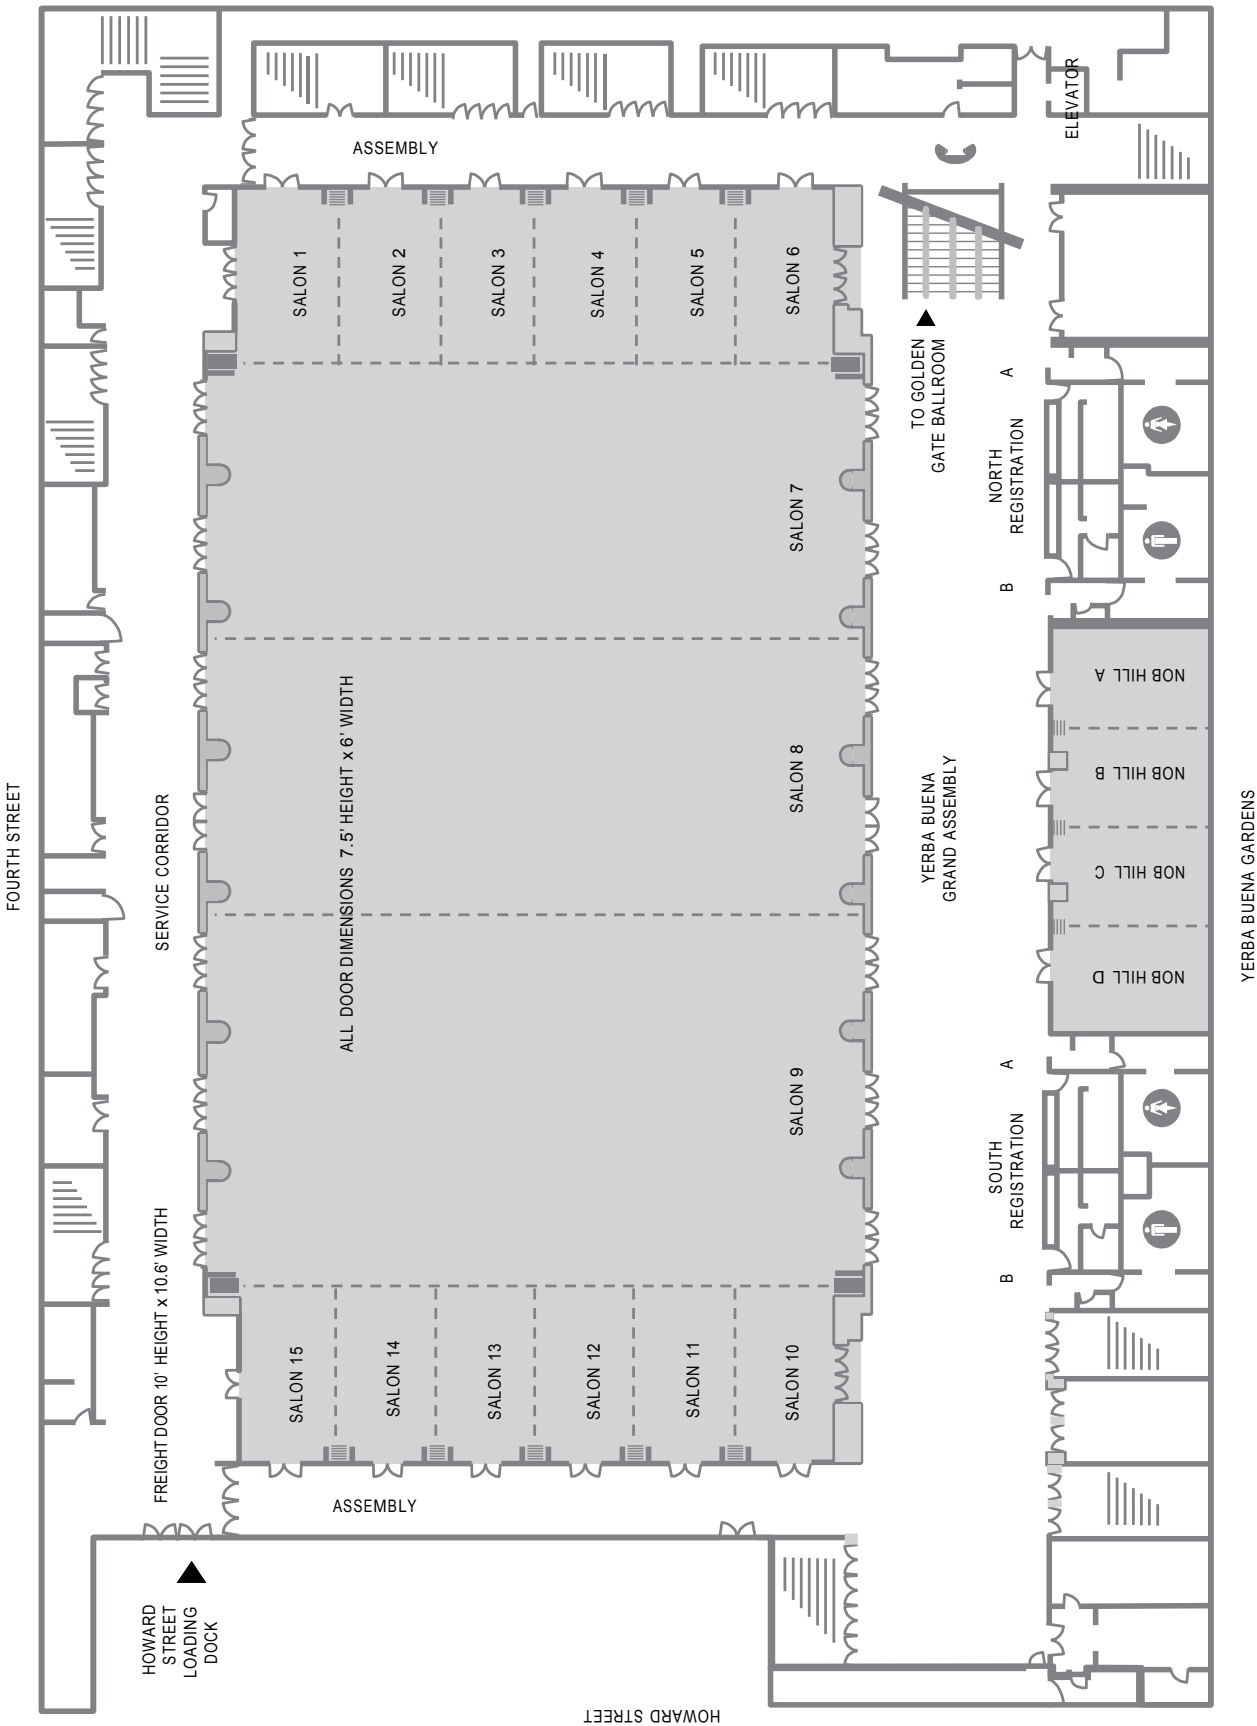 ELEVATOR
ASSEMBLY
SALON 1
SALON 2
SALON 3
SALON 4
SALON 5
SALON 6
TO GOLDEN
GATE BALLROOM
A
NORTH
REGISTRATION
B
SALON 7
NOB HILL A
NOB HILL B
NOB HILL C
NOB HILL D
SALON 8
ALL DOOR DIMENSIONS 7.5' HEIGHT x 6' WIDTH
YERBA BUENA
GRAND ASSEMBLY
FOURTH STREET
SERVICE CORRIDOR
YERBA BUENA GARDENS
SALON 9
A
SOUTH
REGISTRATION
B
FREIGHT DOOR 10' HEIGHT x 10.6' WIDTH
SALON 15
SALON 14
SALON 13
SALON 12
SALON 11
SALON 10
ASSEMBLY
HOWARD
STREET
LOADING
DOCK
HOWARD STREET